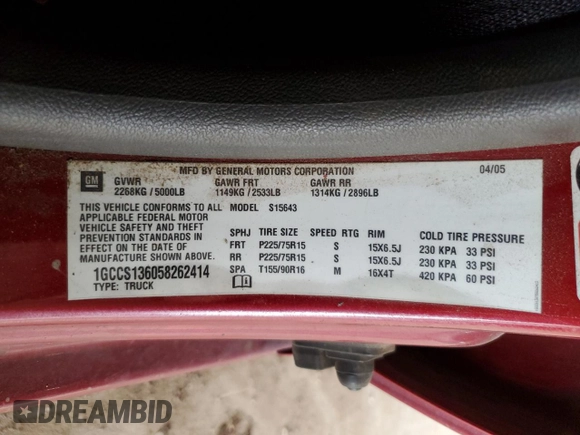 MFD BY GENERAL MOTORS CORPORATION 04/05
GM GVWR GAWR FRT GAWR RR
2268KG / 5000LB 1149KG / 2533LB 1314KG / 2896LB
THIS VEHICLE CONFORMS TO ALL MODEL S15643
APPLICABLE FEDERAL MOTOR
VEHICLE SAFETY AND THEFT SPHJ TIRE SIZE SPEED RTG RIM COLD TIRE PRESSURE
PREVENTION STANDARDS IN FRT P225/75R15 S 15X6.5J 230 KPA 33 PSI
EFFECT ON THE DATE OF RR P225/75R15 S 15X6.5J 230 KPA 33 PSI
MANUFACTURE SHOWN ABOVE. SPA T155/90R16 M 16X4T 420 KPA 60 PSI
1GCCS136058262414
TYPE: TRUCK
DREAMBID